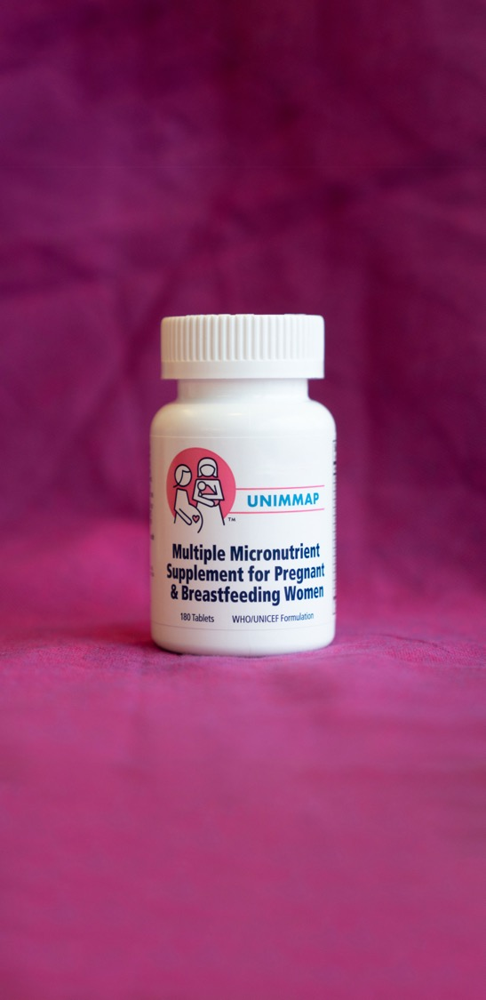 UNIMMAP
TM
Multiple Micronutrient
Supplement for Pregnant
& Breastfeeding Women
180 Tablets WHO/UNICEF Formulation